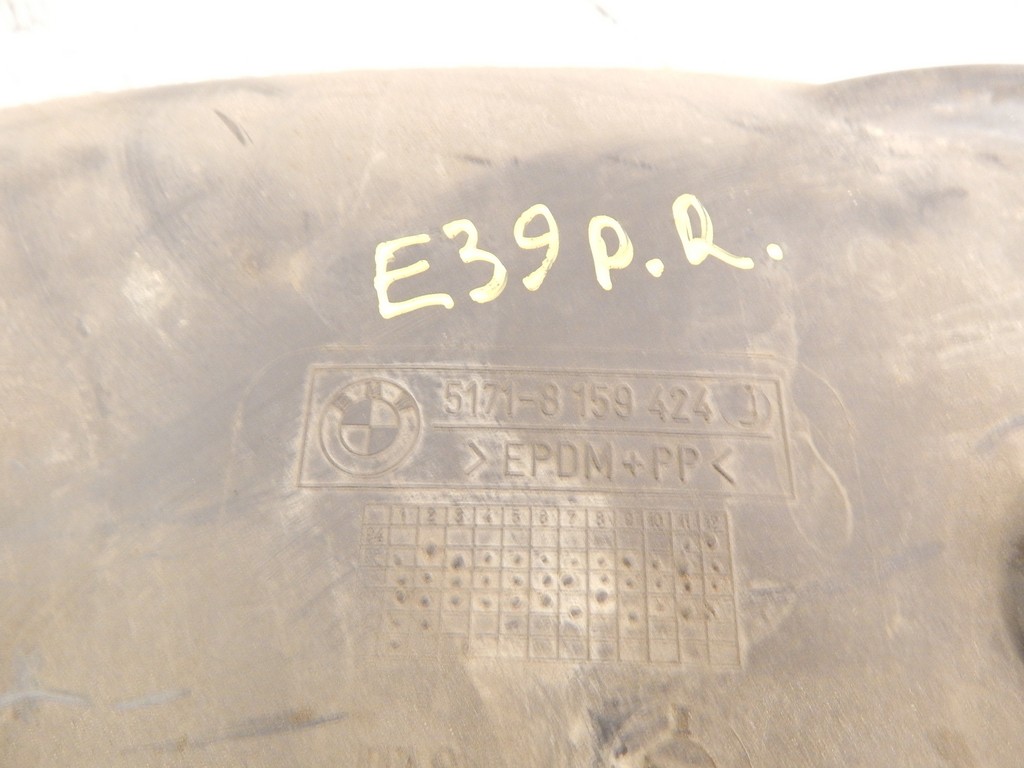 E39 P.R.
BMW
5171-8 159 424
>EPDM+PP<
1 2 3 4 5 6 7 8 9 10 11 12